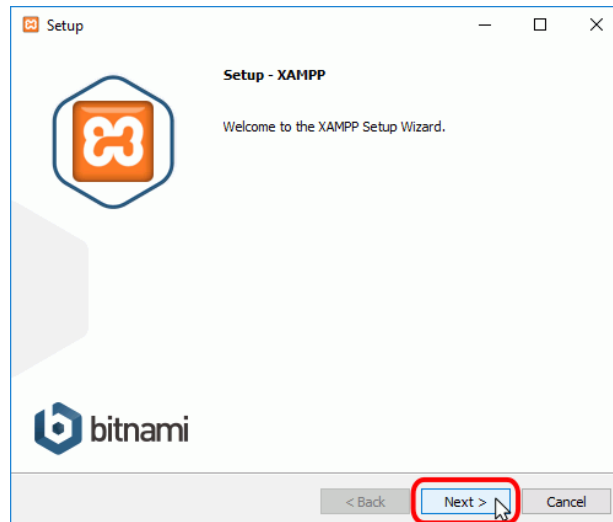 Setup
Setup - XAMPP
Welcome to the XAMPP Setup Wizard.
bitnami
< Back
Next >
Cancel